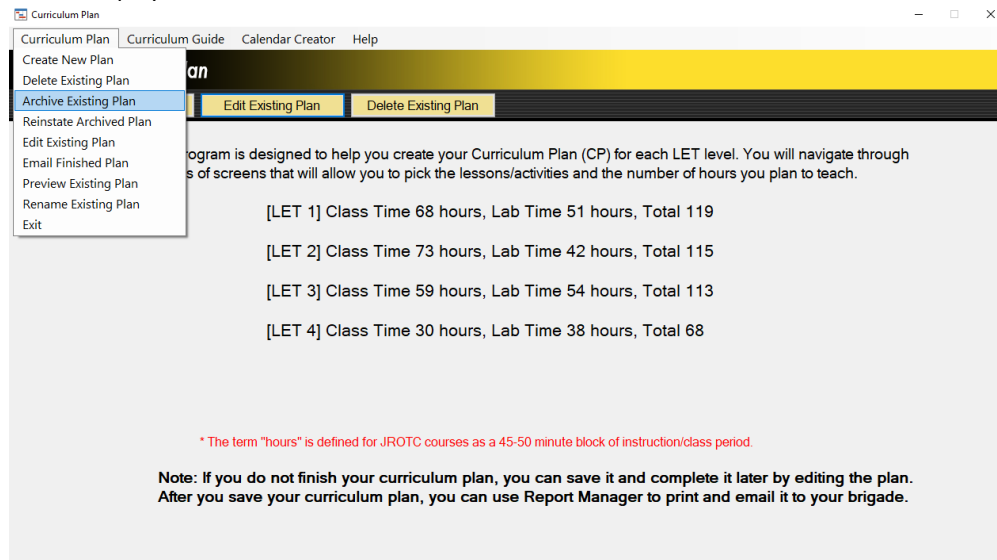 Curriculum Plan
Curriculum Plan Curriculum Guide Calendar Creator Help
Create New Plan
Delete Existing Plan
Archive Existing Plan
Reinstate Archived Plan
Edit Existing Plan
Email Finished Plan
Preview Existing Plan
Rename Existing Plan
Exit
an
Edit Existing Plan Delete Existing Plan
rogram is designed to help you create your Curriculum Plan (CP) for each LET level. You will navigate through
s of screens that will allow you to pick the lessons/activities and the number of hours you plan to teach.
[LET 1] Class Time 68 hours, Lab Time 51 hours, Total 119
[LET 2] Class Time 73 hours, Lab Time 42 hours, Total 115
[LET 3] Class Time 59 hours, Lab Time 54 hours, Total 113
[LET 4] Class Time 30 hours, Lab Time 38 hours, Total 68
* The term "hours" is defined for JROTC courses as a 45-50 minute block of instruction/class period.
Note: If you do not finish your curriculum plan, you can save it and complete it later by editing the plan.
After you save your curriculum plan, you can use Report Manager to print and email it to your brigade.